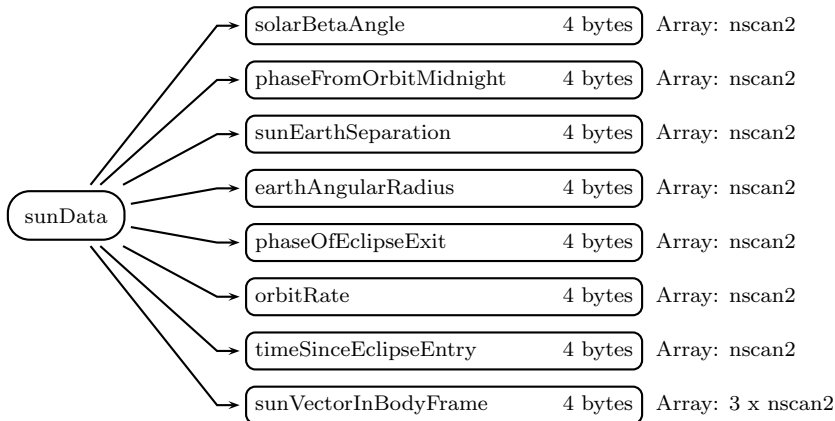 solarBetaAngle 4 bytes Array: nscan2
phaseFromOrbitMidnight 4 bytes Array: nscan2
sunEarthSeparation 4 bytes Array: nscan2
earthAngularRadius 4 bytes Array: nscan2
sunData
phaseOfEclipseExit 4 bytes Array: nscan2
orbitRate 4 bytes Array: nscan2
timeSinceEclipseEntry 4 bytes Array: nscan2
sunVectorInBodyFrame 4 bytes Array: 3 x nscan2